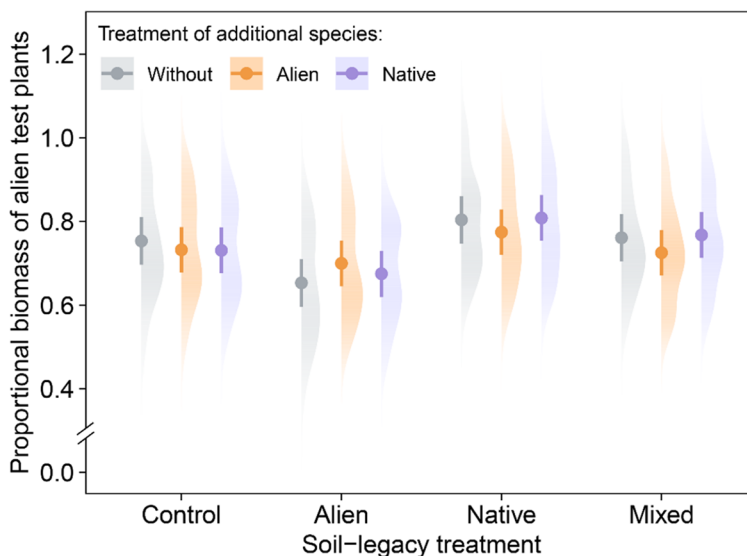 Treatment of additional species:
Without Alien Native
Proportional biomass of alien test plants
1.2
1.0
0.8
0.6
0.4
0.0
Control Alien Native Mixed
Soil−legacy treatment